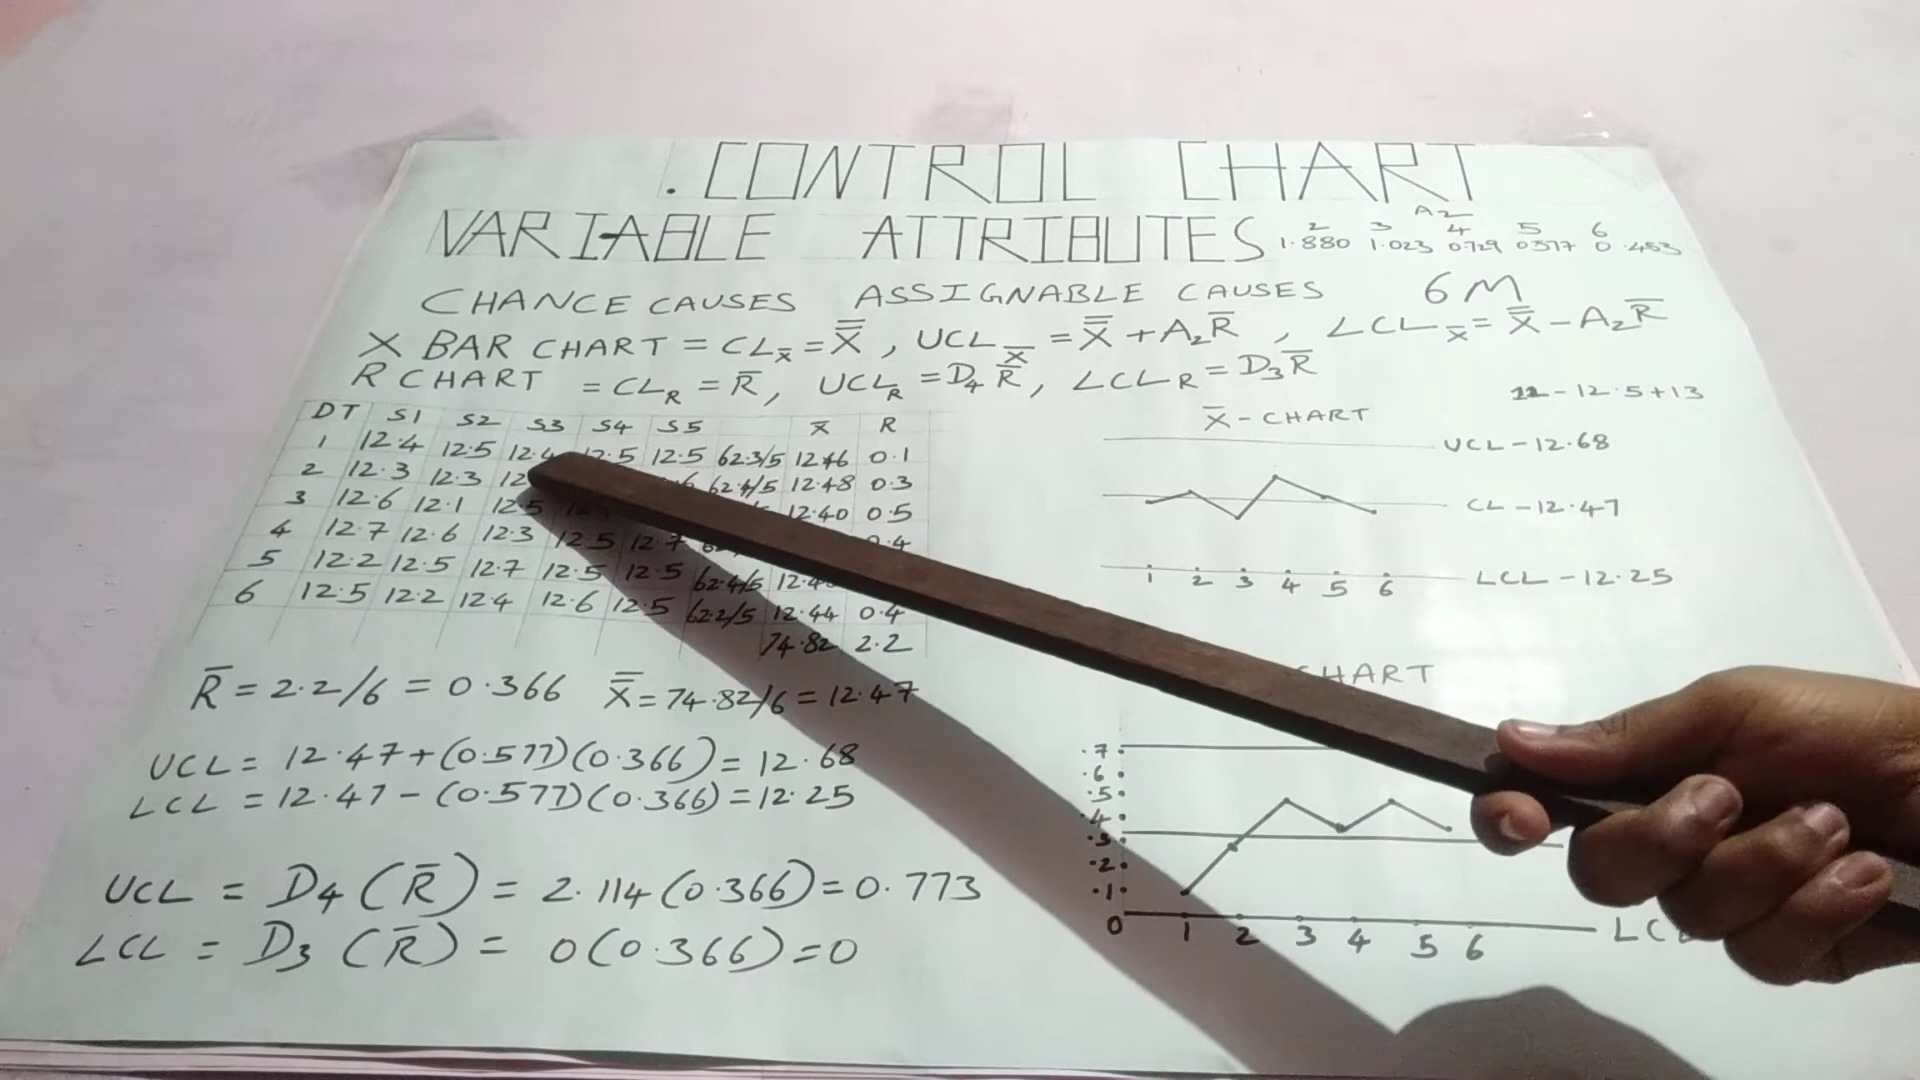 . CONTROL CHART
VARIABLE ATTRIBUTES
A2
2 3 4 5 6
1.880 1.023 0.729 0577 0.483
CHANCE CAUSES ASSIGNABLE CAUSES 6M
X BAR CHART = CLx̄ = X̿ , UCL x̄ = X̿ + A2R̄ , LCL x̄ = X̿ - A2R̄
R CHART = CLR = R̄, UCLR = D4 R̄, LCLR = D3R̄
DT S1 S2 S3 S4 S5 X̄ R
1 12.4 12.5 12.4 12.5 12.5 62.3/5 12.46 0.1
2 12.3 12.3 62.4/5 12.48 0.3
3 12.6 12.1 12.5 12.40 0.5
4 12.7 12.6 12.3 12.5 12.7 0.4
5 12.2 12.5 12.7 12.5 12.5 62.4/5
6 12.5 12.2 12.4 12.6 12.5 62.2/5 12.44 0.4
74.82 2.2
R̄ = 2.2/6 = 0.366 X̿ = 74.82/6 = 12.47
UCL = 12.47 + (0.577)(0.366) = 12.68
LCL = 12.47 - (0.577)(0.366) = 12.25
UCL = D4 (R̄) = 2.114 (0.366) = 0.773
LCL = D3 (R̄) = 0(0.366) = 0
- 12.5 + 13
X̄ - CHART
UCL - 12.68
CL - 12.47
LCL - 12.25
1 2 3 4 5 6
CHART
.7
.6
.5
.4
.3
.2
.1
0
1 2 3 4 5 6